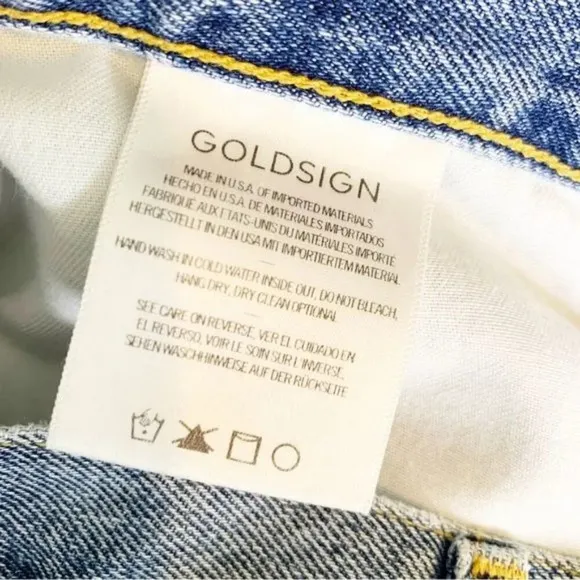 GOLDSIGN
MADE IN U.S.A. OF IMPORTED MATERIALS
HECHO EN U.S.A. DE MATERIALES IMPORTADOS
FABRIQUE AUX ETATS-UNIS DU MATÉRIALES IMPORTÉ
HERGESTELLT IN DEN USA MIT IMPORTIERTEM MATERIAL
HAND WASH IN COLD WATER INSIDE OUT, DO NOT BLEACH,
HANG DRY, DRY CLEAN OPTIONAL
SEE CARE ON REVERSE, VER EL CUIDADO EN
EL REVERSO, VOIR LE SOIN SUR L'INVERSE.
SEHEN WASCHHINWEISE AUF DER RÜCKSEITE